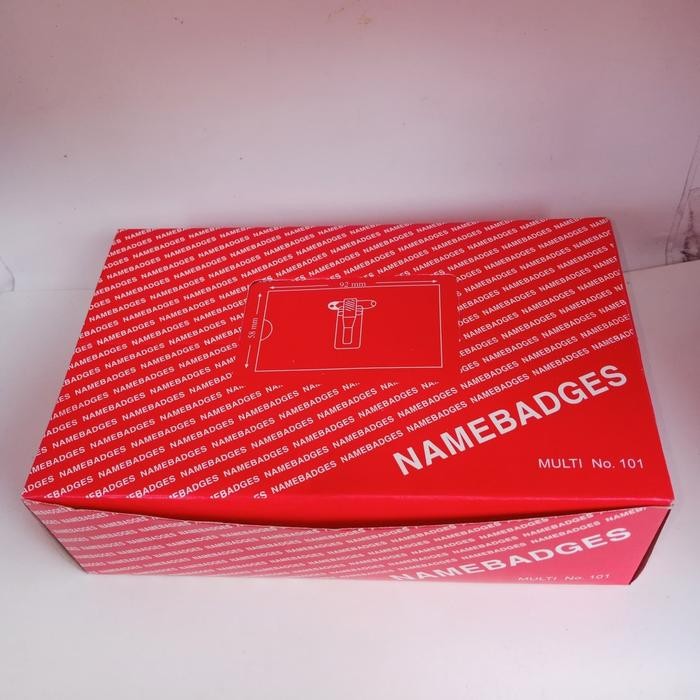 92 mm
58 mm
NAMEBADGES
MULTI No. 101
NAMEBADGES
MULTI No. 101